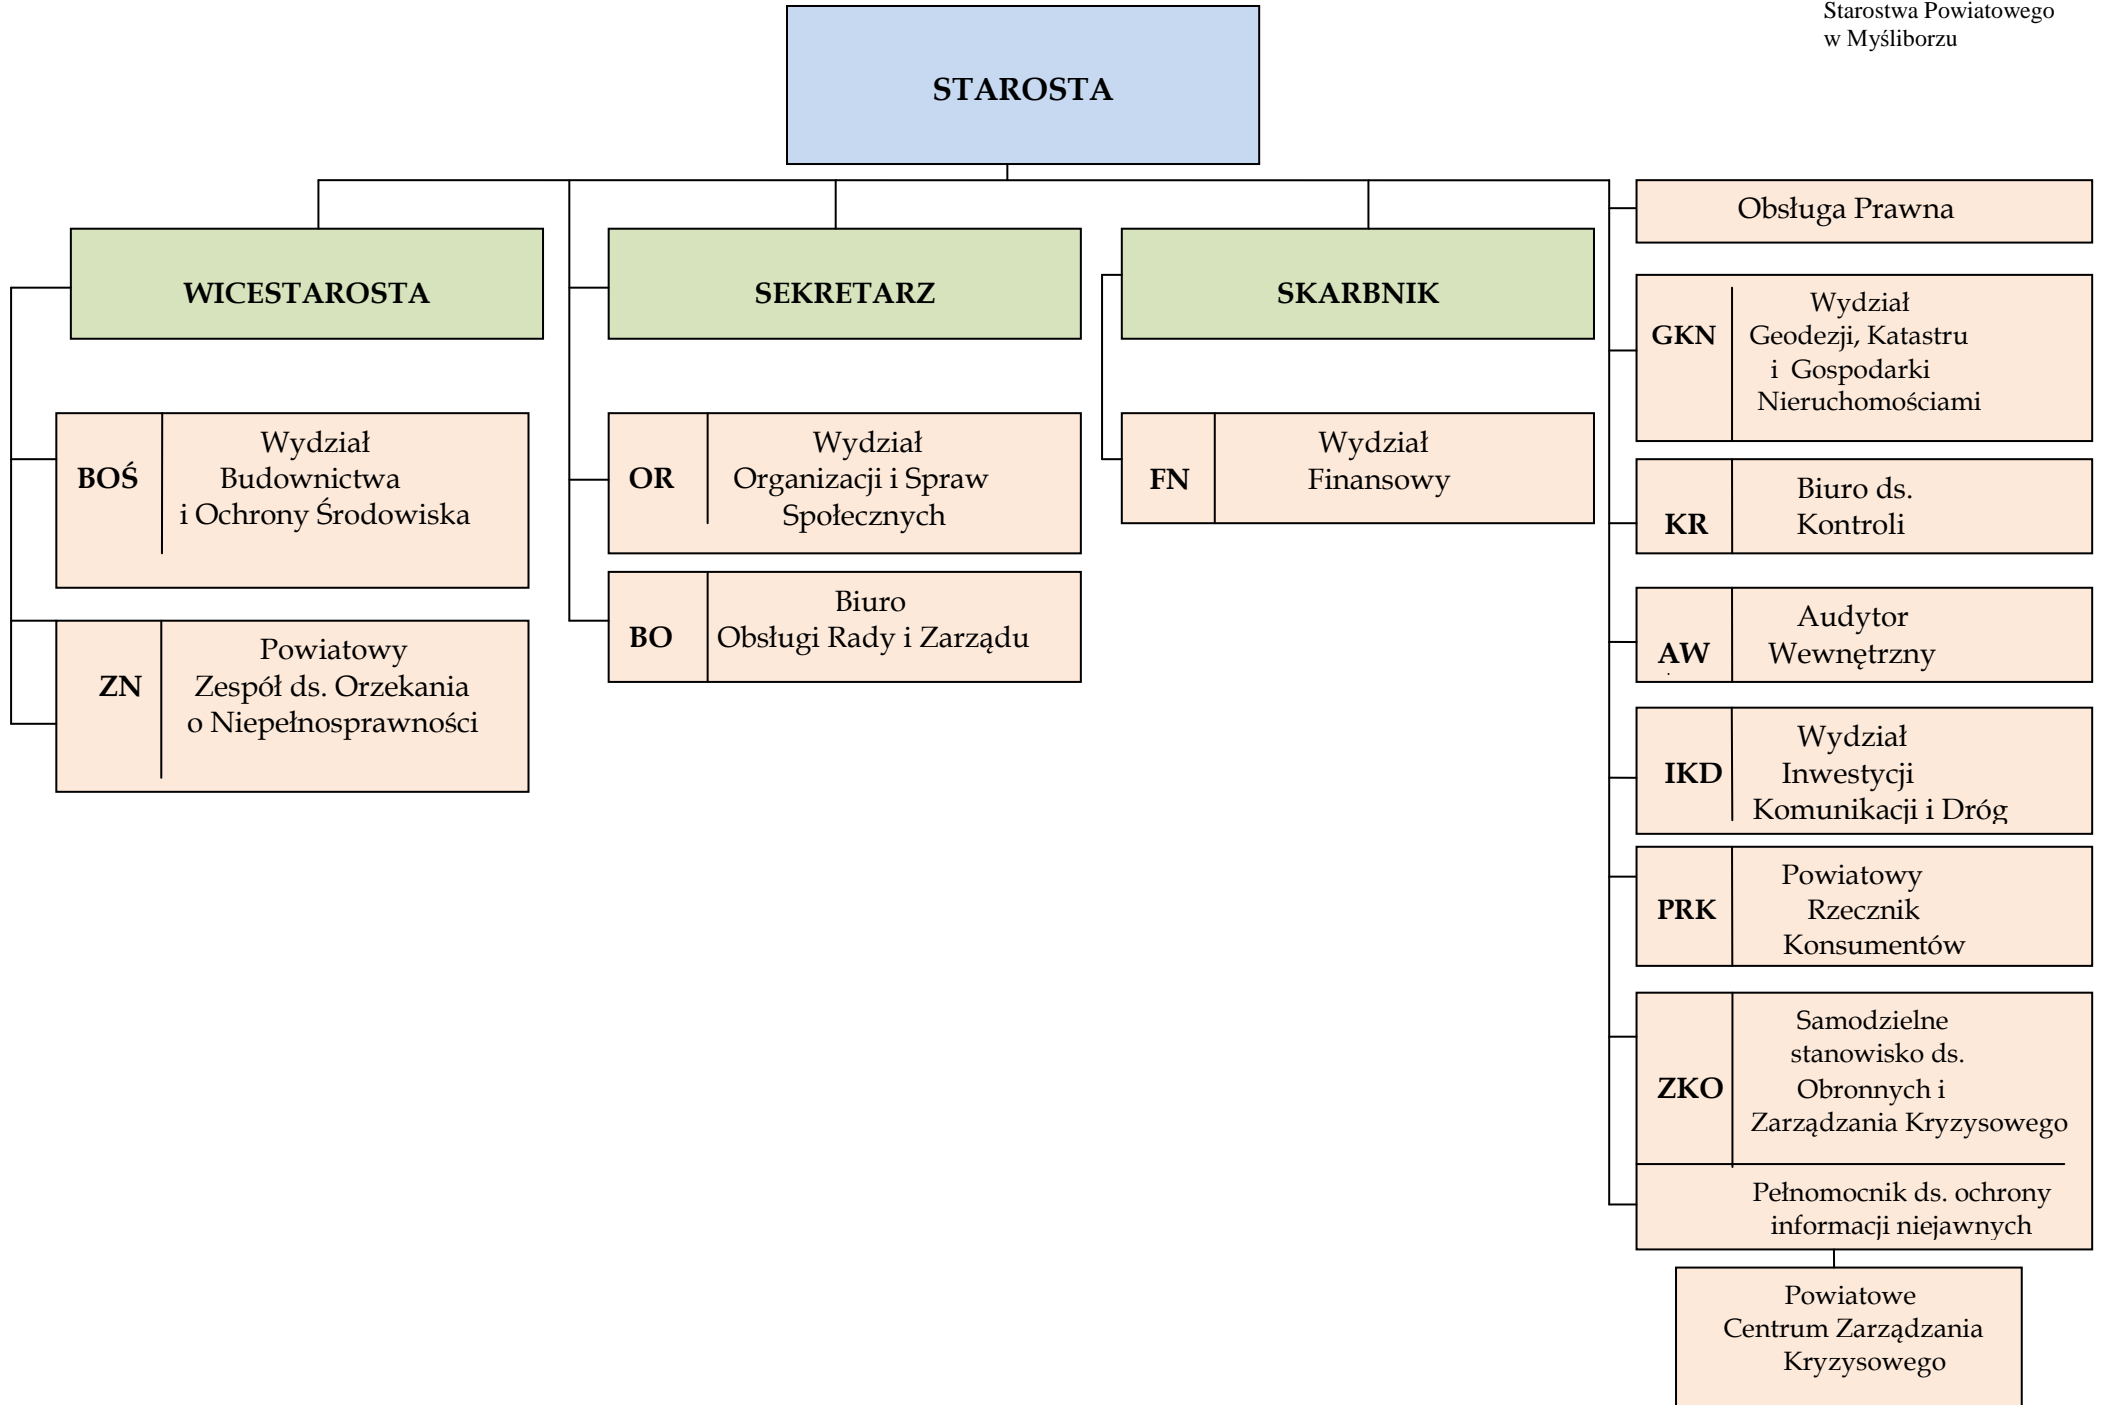 Starostwa Powiatowego
w Myśliborzu
STAROSTA
WICESTAROSTA
BOŚ
Wydział
Budownictwa
i Ochrony Środowiska
ZN
Powiatowy
Zespół ds. Orzekania
o Niepełnosprawności
SEKRETARZ
OR
Wydział
Organizacji i Spraw
Społecznych
BO
Biuro
Obsługi Rady i Zarządu
SKARBNIK
FN
Wydział
Finansowy
Obsługa Prawna
GKN
Wydział
Geodezji, Katastru
i Gospodarki
Nieruchomościami
KR
Biuro ds.
Kontroli
AW
Audytor
Wewnętrzny
IKD
Wydział
Inwestycji
Komunikacji i Dróg
PRK
Powiatowy
Rzecznik
Konsumentów
ZKO
Samodzielne
stanowisko ds.
Obronnych i
Zarządzania Kryzysowego
Pełnomocnik ds. ochrony
informacji niejawnych
Powiatowe
Centrum Zarządzania
Kryzysowego